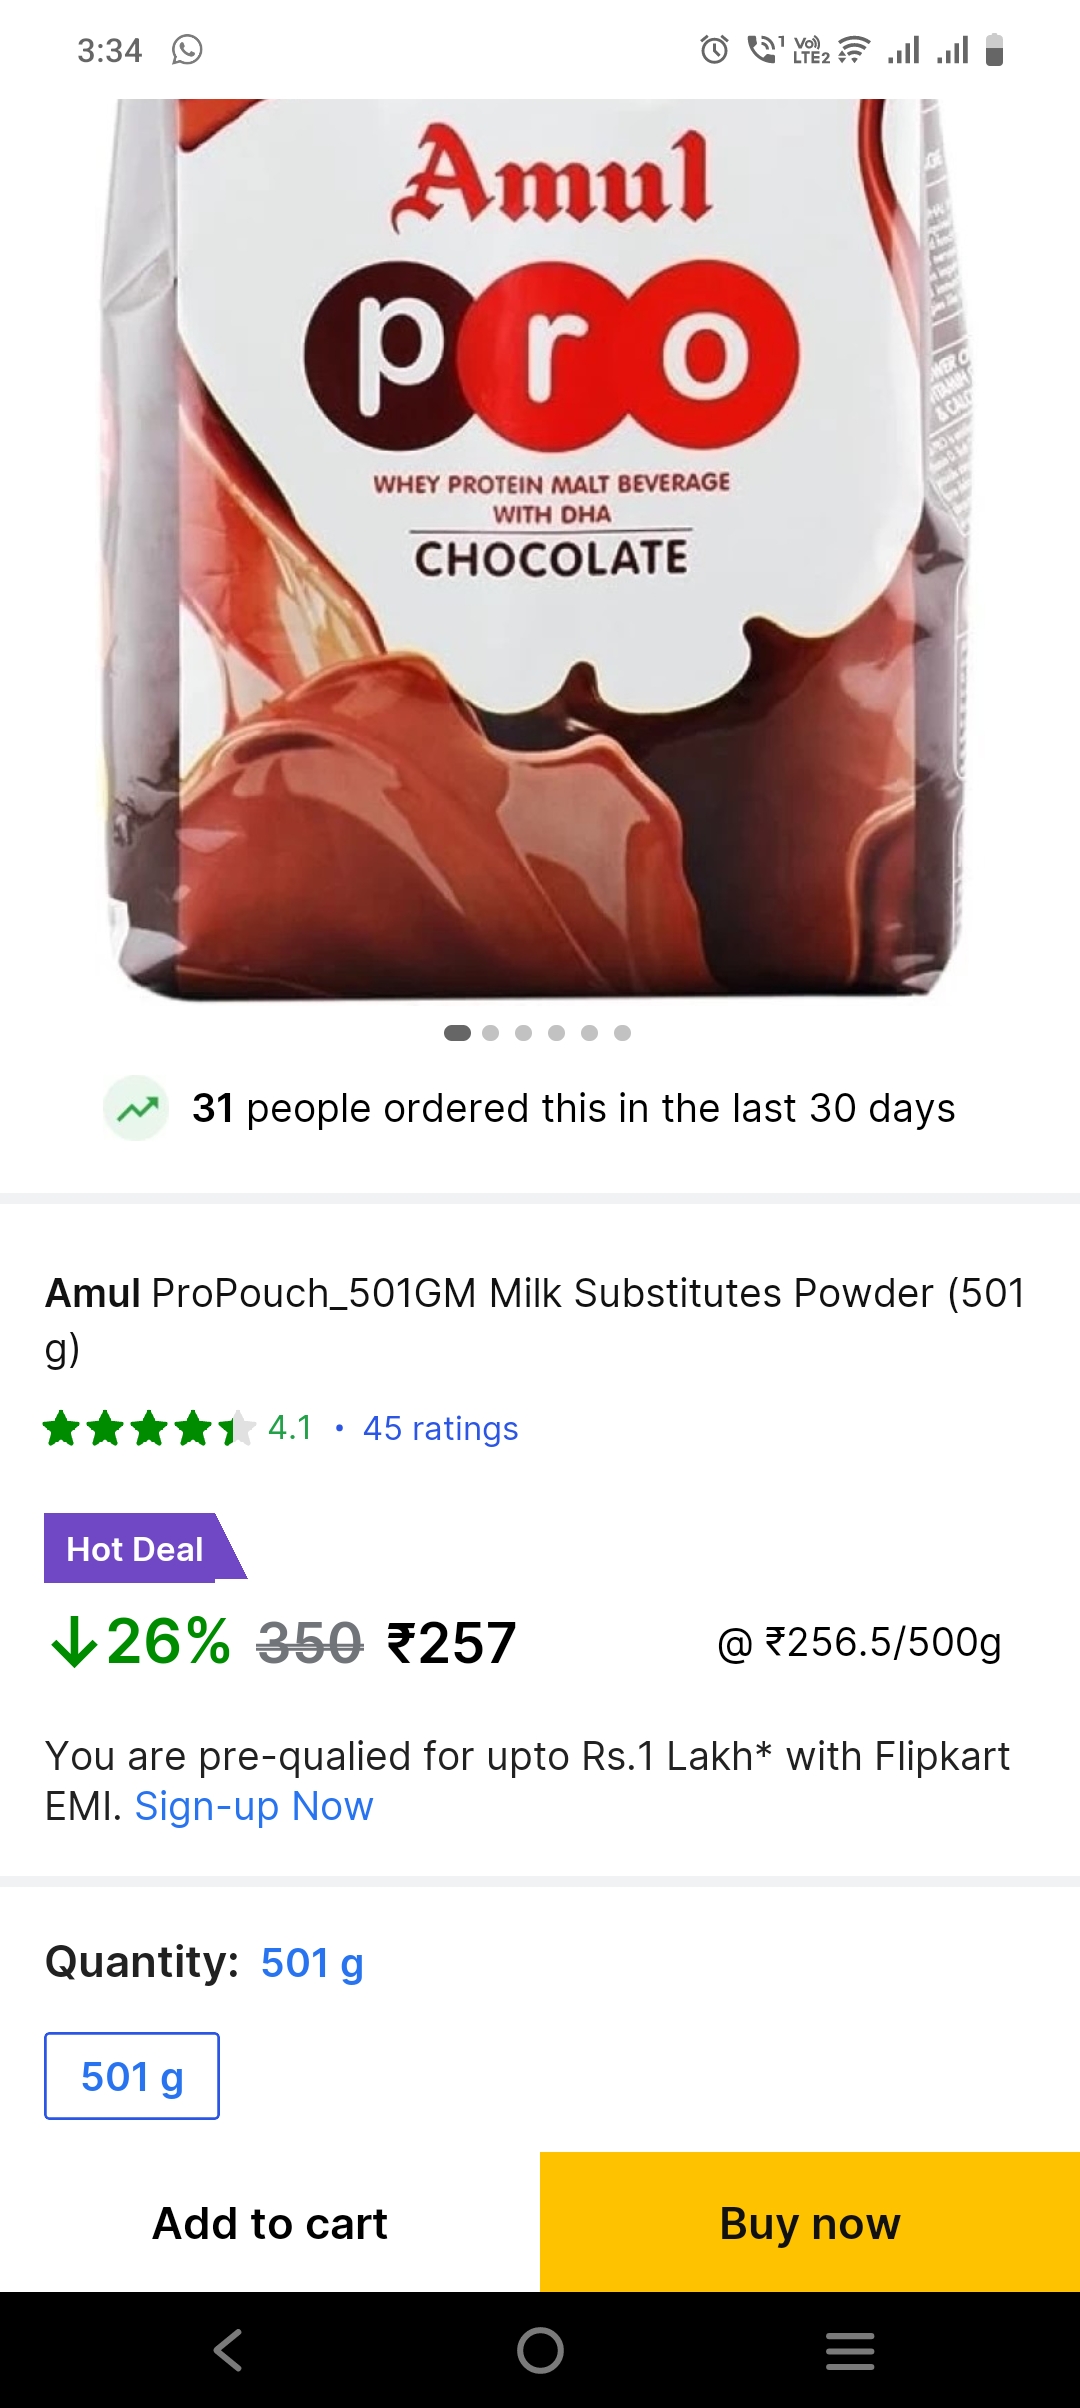 3:34
1 Vo)) LTE2
Amul
pro
WHEY PROTEIN MALT BEVERAGE
WITH DHA
CHOCOLATE
31 people ordered this in the last 30 days
Amul ProPouch_501GM Milk Substitutes Powder (501
g)
4.1 • 45 ratings
Hot Deal
↓26% 350 ₹257 @ ₹256.5/500g
You are pre-qualied for upto Rs.1 Lakh* with Flipkart
EMI. Sign-up Now
Quantity: 501 g
501 g
Add to cart Buy now